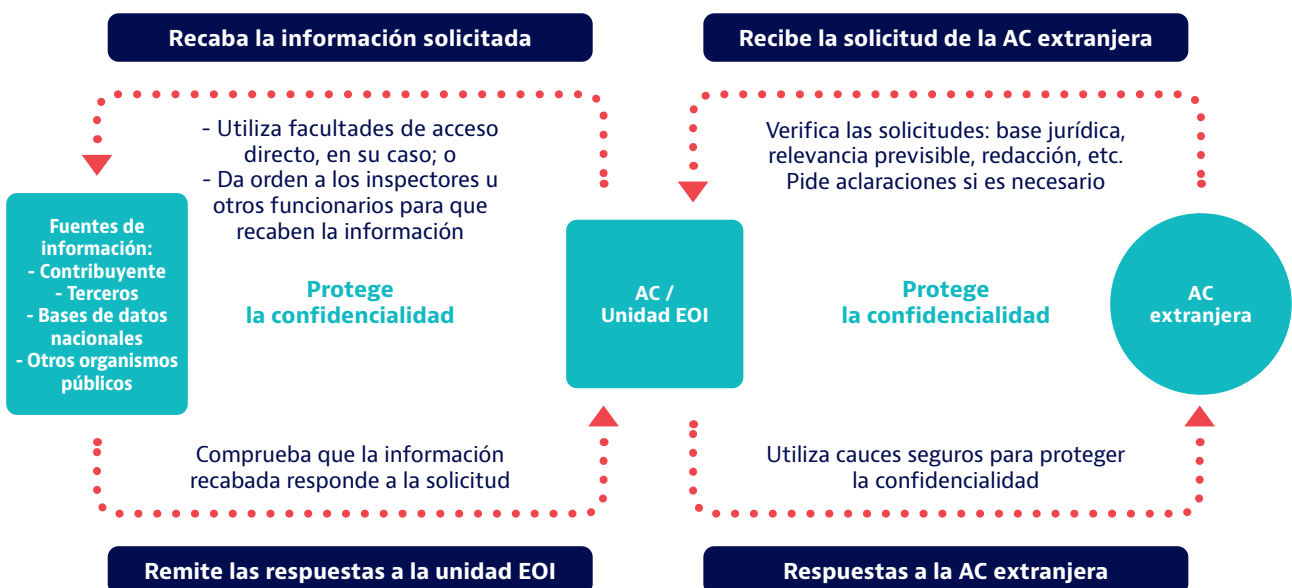 Recaba la información solicitada
Recibe la solicitud de la AC extranjera
- Utiliza facultades de acceso
directo, en su caso; o
- Da orden a los inspectores u
otros funcionarios para que
recaben la información
Verifica las solicitudes: base jurídica,
relevancia previsible, redacción, etc.
Pide aclaraciones si es necesario
Fuentes de
información:
- Contribuyente
- Terceros
- Bases de datos
nacionales
- Otros organismos
públicos
Protege
la confidencialidad
AC /
Unidad EOI
Protege
la confidencialidad
AC
extranjera
Comprueba que la información
recabada responde a la solicitud
Utiliza cauces seguros para proteger
la confidencialidad
Remite las respuestas a la unidad EOI
Respuestas a la AC extranjera